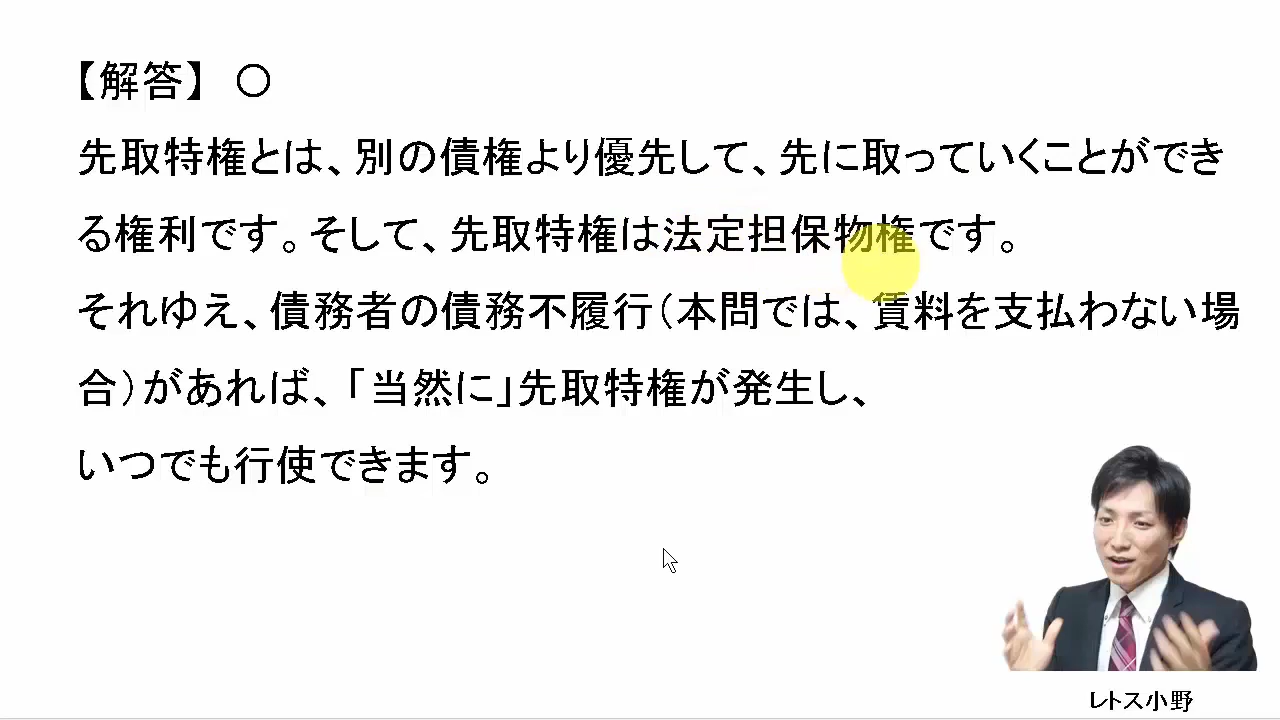 【解答】 ○
先取特権とは、別の債権より優先して、先に取っていくことができ
る権利です。そして、先取特権は法定担保物権です。
それゆえ、債務者の債務不履行（本問では、賃料を支払わない場
合）があれば、「当然に」先取特権が発生し、
いつでも行使できます。
レトス小野